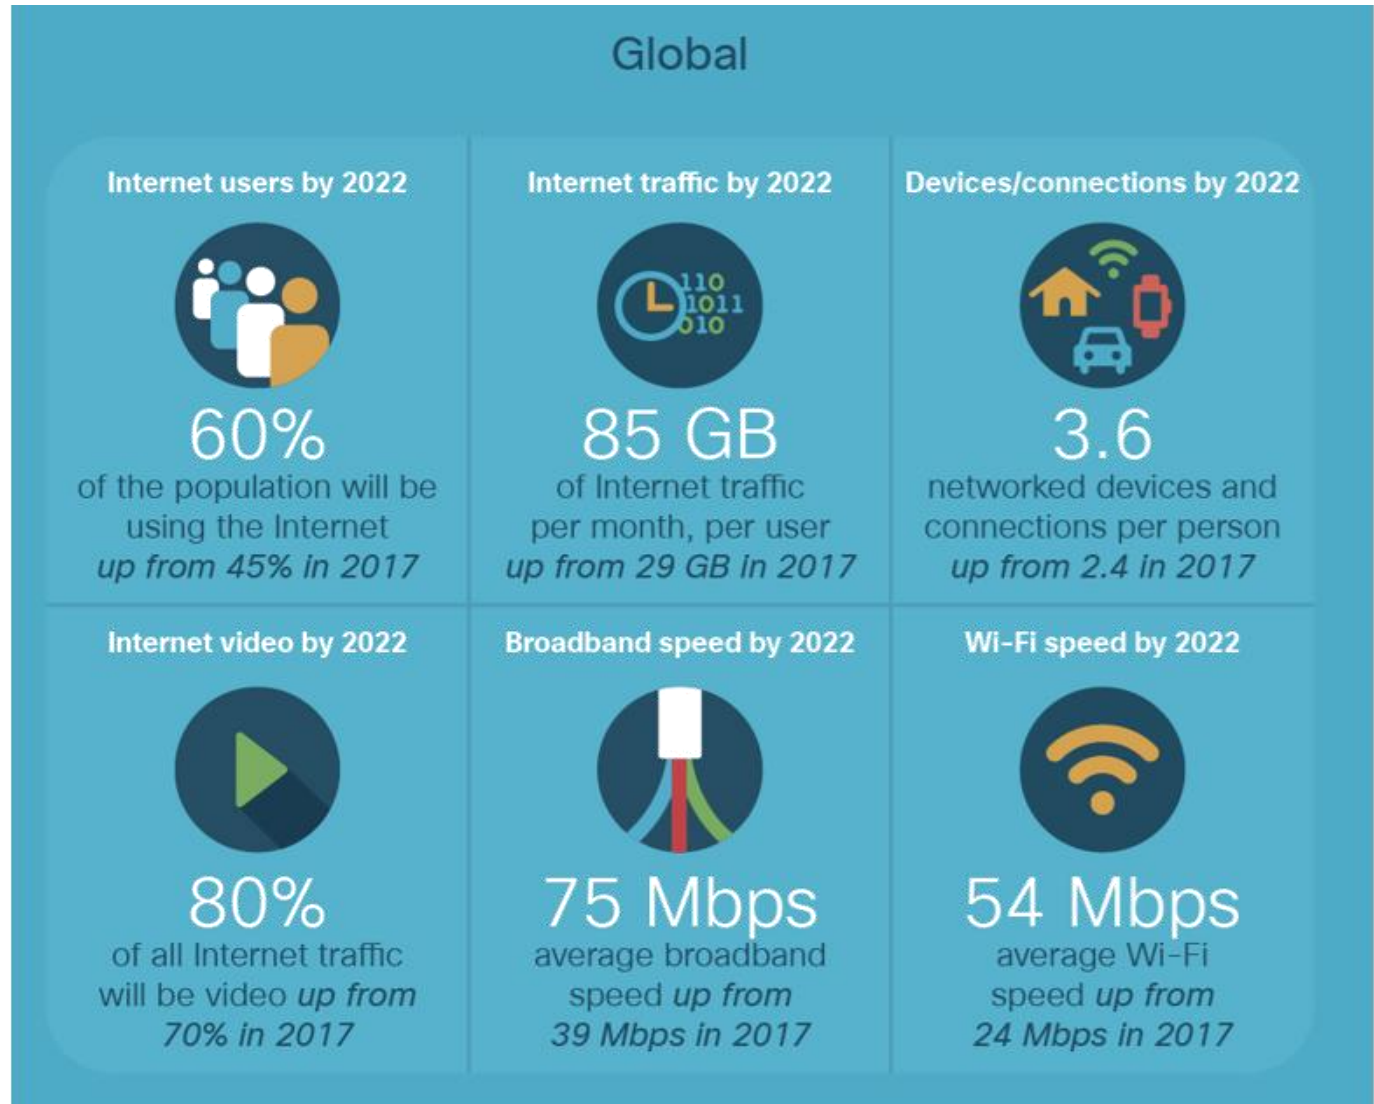 Global
Internet users by 2022
60%
of the population will be
using the Internet
up from 45% in 2017
Internet traffic by 2022
110
1011
010
85 GB
of Internet traffic
per month, per user
up from 29 GB in 2017
Devices/connections by 2022
3.6
networked devices and
connections per person
up from 2.4 in 2017
Internet video by 2022
80%
of all Internet traffic
will be video up from
70% in 2017
Broadband speed by 2022
75 Mbps
average broadband
speed up from
39 Mbps in 2017
Wi-Fi speed by 2022
54 Mbps
average Wi-Fi
speed up from
24 Mbps in 2017